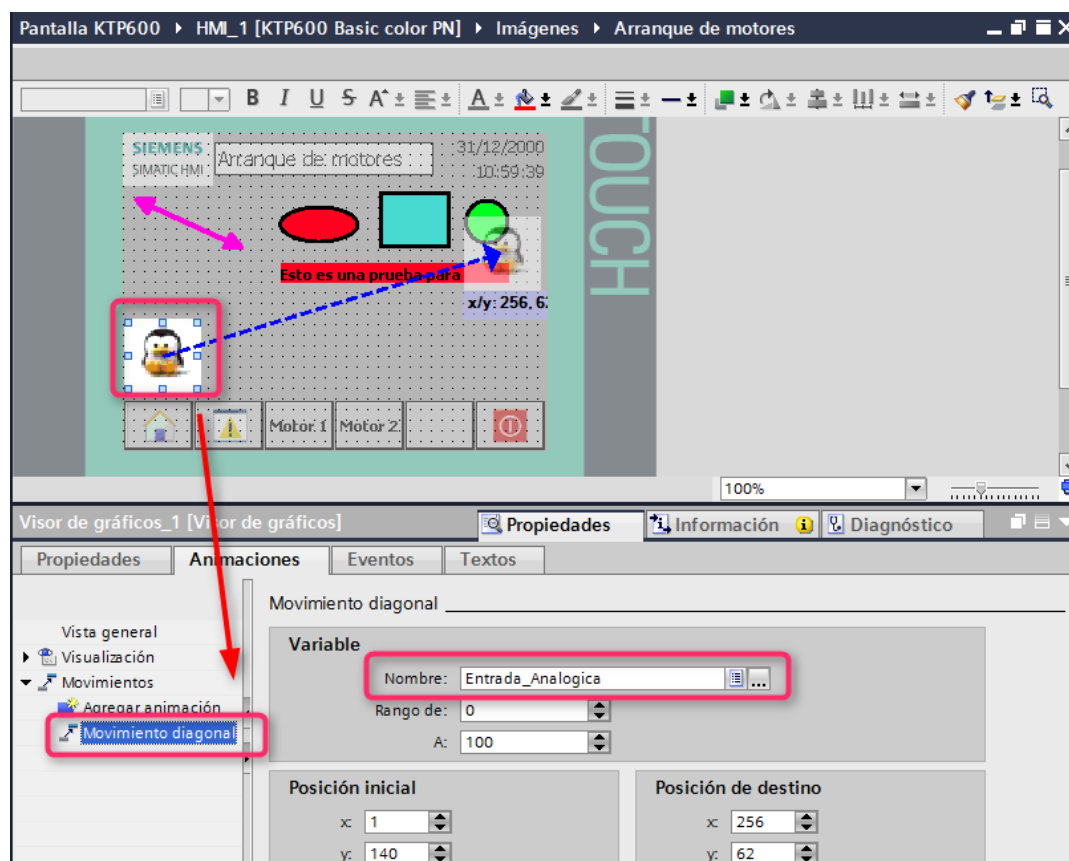 Pantalla KTP600 ▸ HMI_1 [KTP600 Basic color PN] ▸ Imágenes ▸ Arranque de motores
B I U S A A
SIEMENS
SIMATIC HMI
Arranque de motores
31/12/2000
10:59:39
TOUCH
Esto es una prueba para
x/y: 256, 62
Motor 1 Motor 2
100%
Visor de gráficos_1 [Visor de gráficos] Propiedades Información Diagnóstico
Propiedades Animaciones Eventos Textos
Movimiento diagonal
Vista general
Visualización
Movimientos
Agregar animación
Movimiento diagonal
Variable
Nombre: Entrada_Analogica ...
Rango de: 0
A: 100
Posición inicial
x: 1
y: 140
Posición de destino
x: 256
y: 62